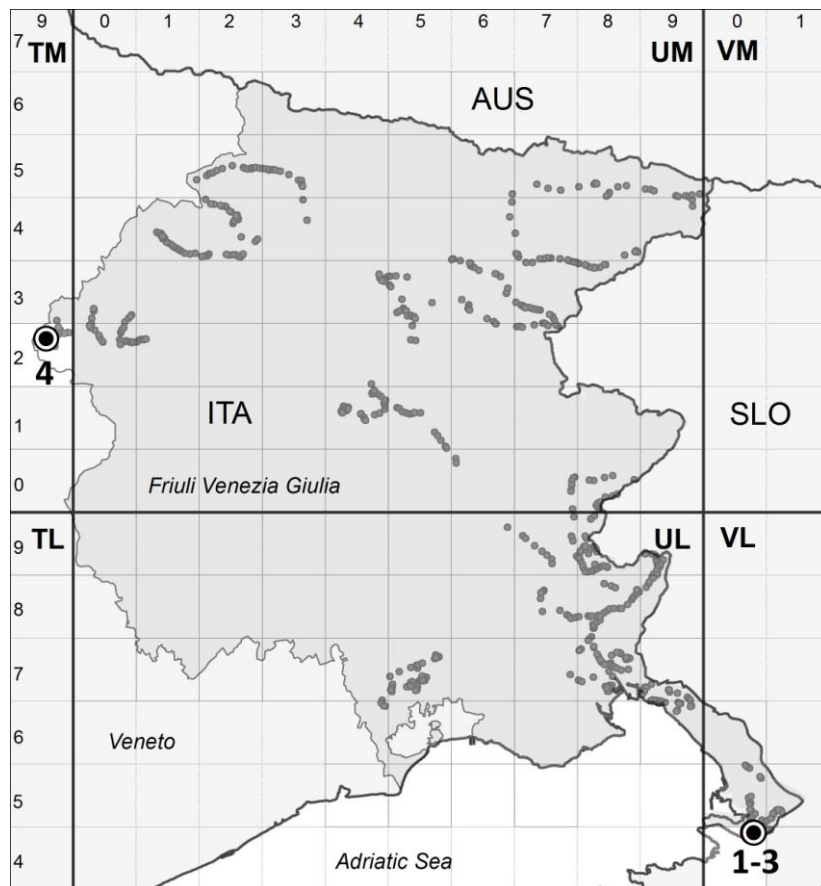 9 0 1 2 3 4 5 6 7 8 9 0 1
7 TM UM VM
6 AUS
5
4
3
2
4
ITA SLO
1
0 Friuli Venezia Giulia
TL UL VL
9
8
7
6 Veneto
5
1-3
4 Adriatic Sea